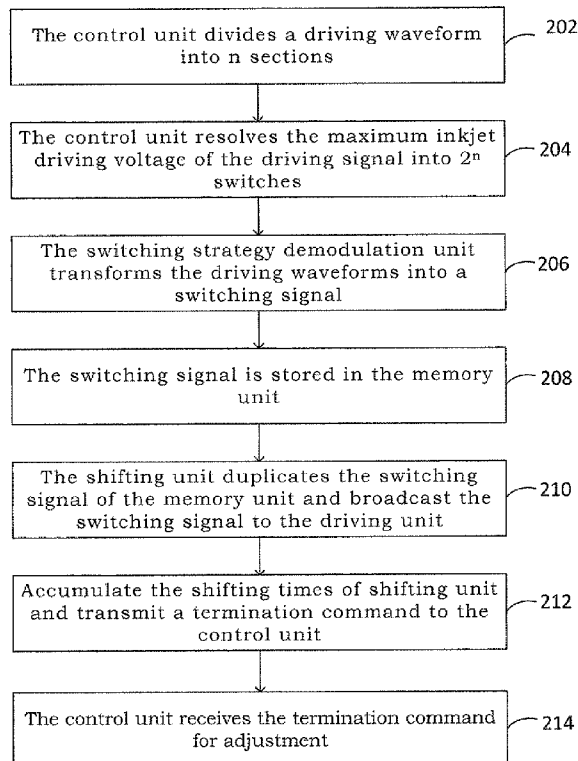 The control unit divides a driving waveform
into n sections
202
The control unit resolves the maximum inkjet
driving voltage of the driving signal into 2ⁿ
switches
204
The switching strategy demodulation unit
transforms the driving waveforms into a
switching signal
206
The switching signal is stored in the memory
unit
208
The shifting unit duplicates the switching
signal of the memory unit and broadcast the
switching signal to the driving unit
210
Accumulate the shifting times of shifting unit
and transmit a termination command to the
control unit
212
The control unit receives the termination command
for adjustment
214